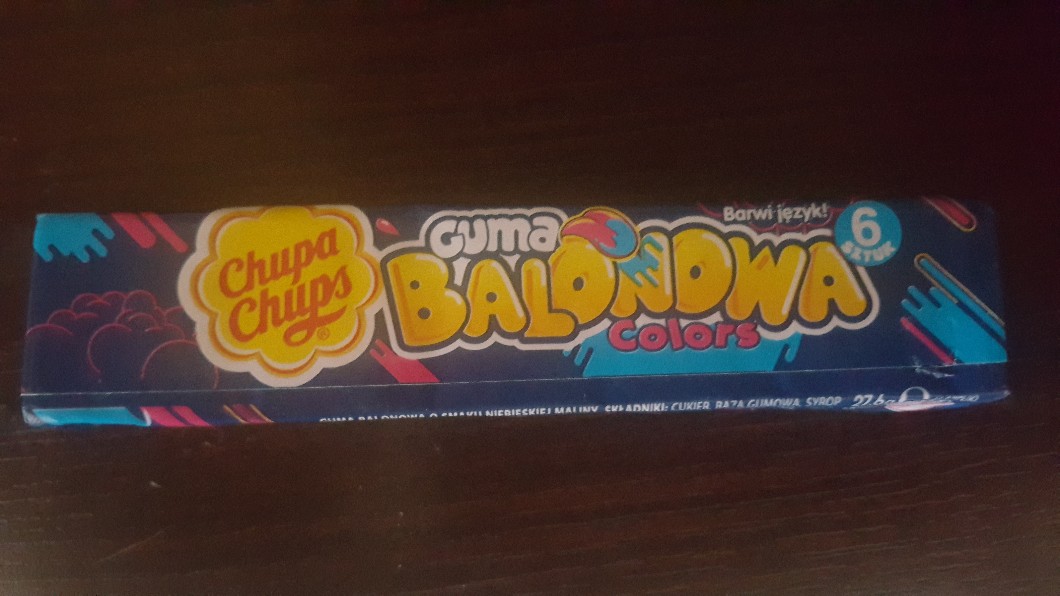 Chupa
Chups
®
Guma
BALONOWA
Colors
Barwi język!
6
SZTUK
GUMA BALONOWA O SMAKU NIEBIESKIEJ MALINY. SKŁADNIKI: CUKIER, BAZA GUMOWA, SYROP